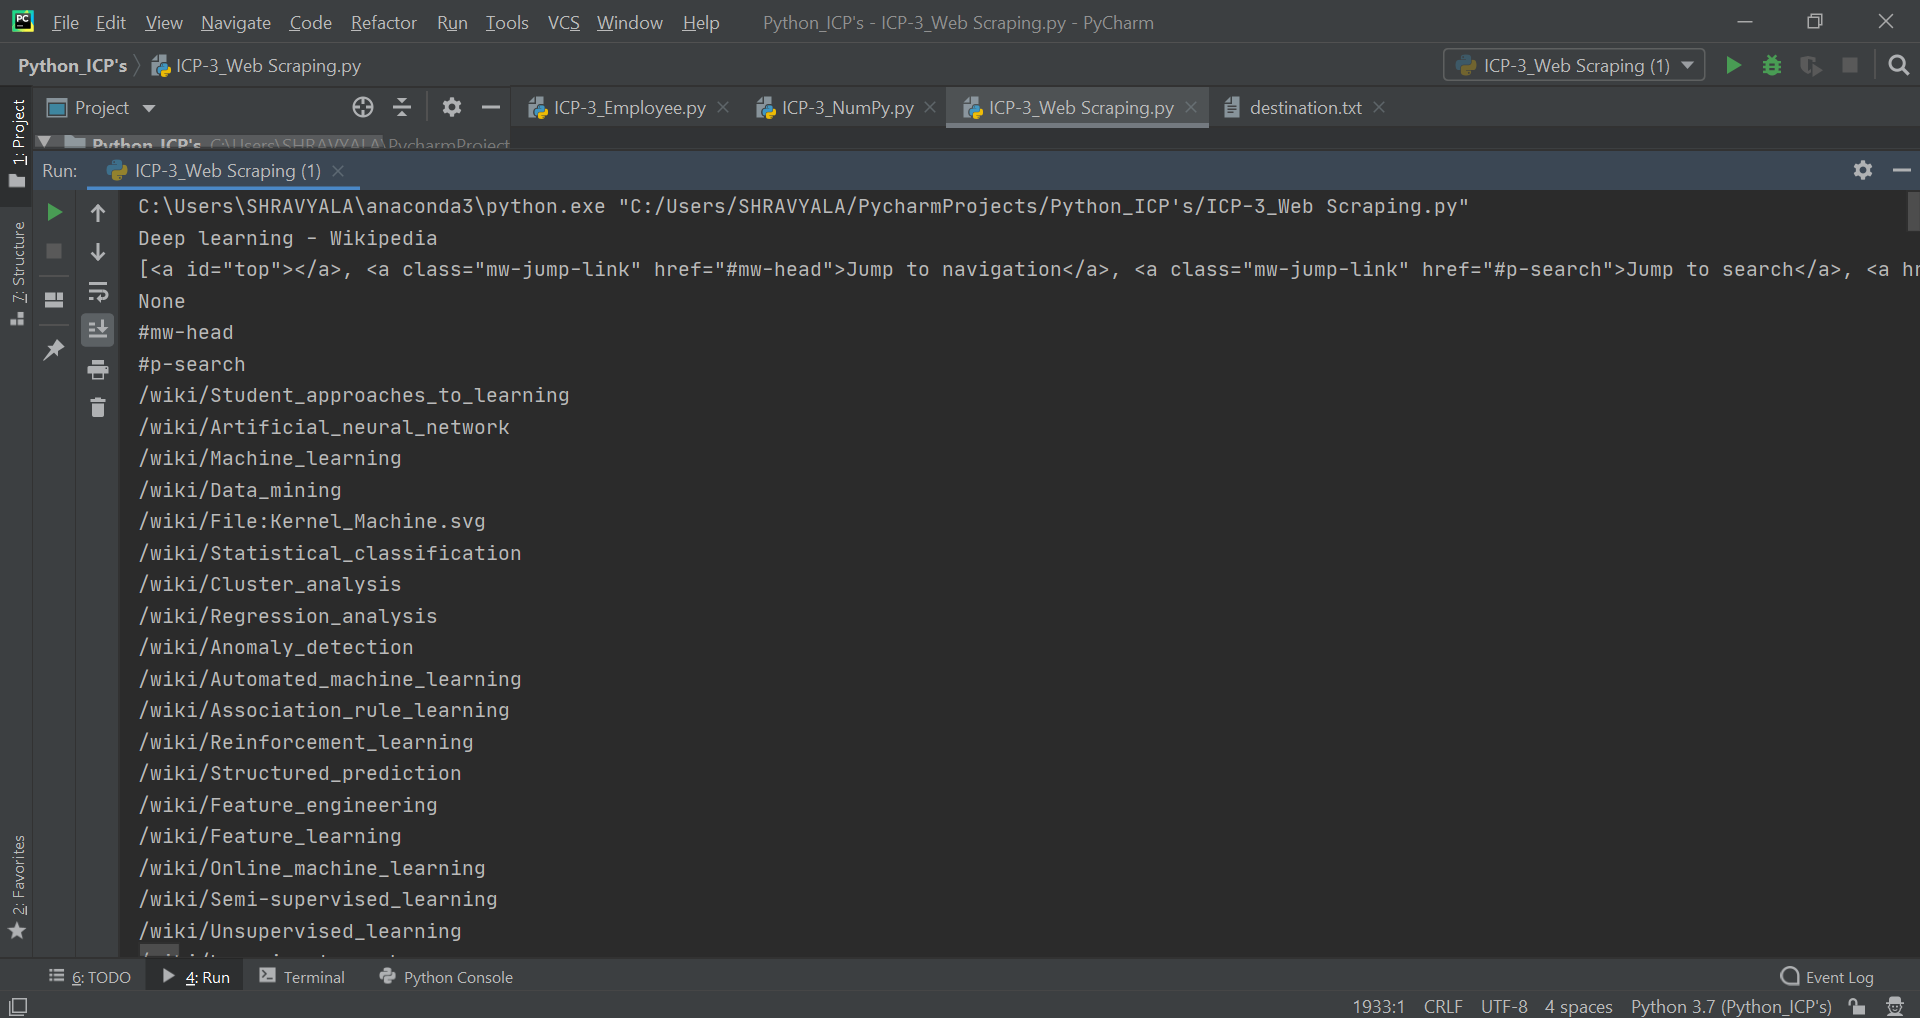 PC File Edit View Navigate Code Refactor Run Tools VCS Window Help Python_ICP's - ICP-3_Web Scraping.py - PyCharm
Python_ICP's ICP-3_Web Scraping.py ICP-3_Web Scraping (1)
1: Project
Project ICP-3_Employee.py ICP-3_NumPy.py ICP-3_Web Scraping.py destination.txt
Python_ICP's C:\Users\SHRAVYALA\PycharmProject
Run: ICP-3_Web Scraping (1)
7: Structure
C:\Users\SHRAVYALA\anaconda3\python.exe "C:/Users/SHRAVYALA/PycharmProjects/Python_ICP's/ICP-3_Web Scraping.py"
Deep learning - Wikipedia
[<a id="top"></a>, <a class="mw-jump-link" href="#mw-head">Jump to navigation</a>, <a class="mw-jump-link" href="#p-search">Jump to search</a>, <a hr
None
#mw-head
#p-search
/wiki/Student_approaches_to_learning
/wiki/Artificial_neural_network
/wiki/Machine_learning
/wiki/Data_mining
/wiki/File:Kernel_Machine.svg
/wiki/Statistical_classification
/wiki/Cluster_analysis
/wiki/Regression_analysis
/wiki/Anomaly_detection
/wiki/Automated_machine_learning
/wiki/Association_rule_learning
/wiki/Reinforcement_learning
/wiki/Structured_prediction
/wiki/Feature_engineering
/wiki/Feature_learning
/wiki/Online_machine_learning
/wiki/Semi-supervised_learning
/wiki/Unsupervised_learning
2: Favorites
6: TODO 4: Run Terminal Python Console Event Log
1933:1 CRLF UTF-8 4 spaces Python 3.7 (Python_ICP's)